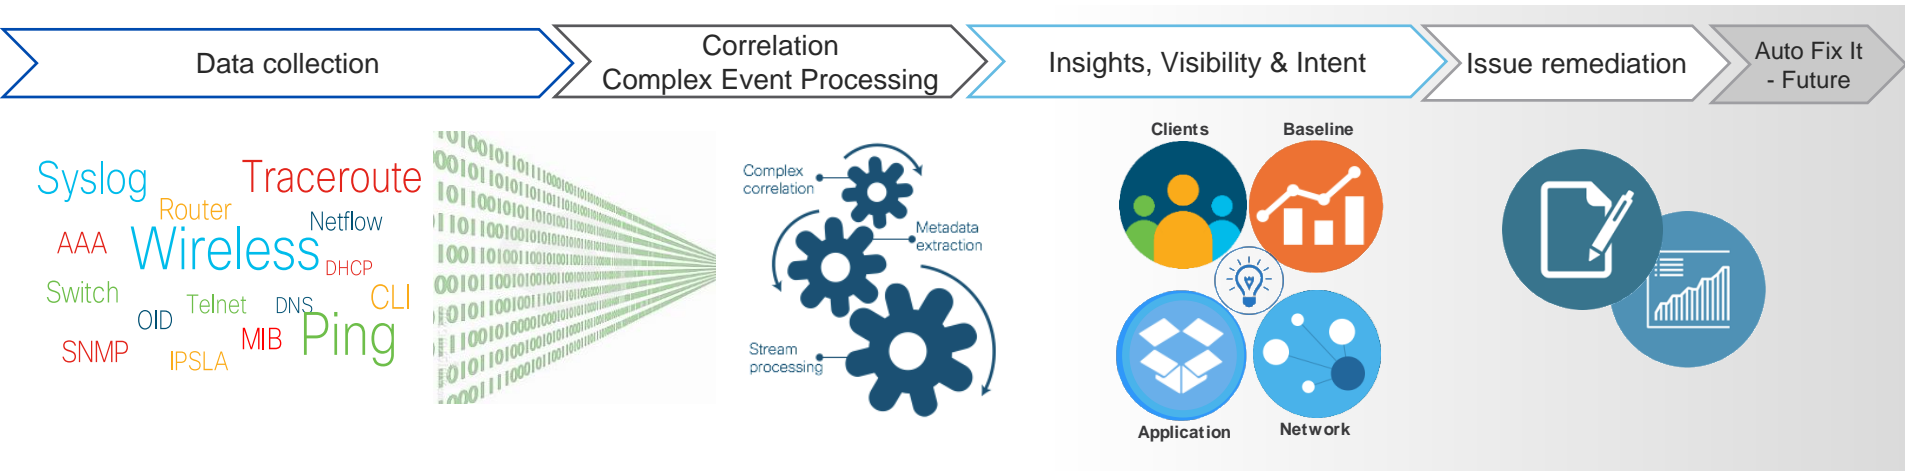 Data collection
Correlation
Complex Event Processing
Insights, Visibility & Intent
Issue remediation
Auto Fix It
- Future
Syslog
Traceroute
Router
Netflow
AAA
Wireless
DHCP
Switch
Telnet
DNS
CLI
OID
MIB
Ping
SNMP
IPSLA
Complex
correlation
Metadata
extraction
Stream
processing
Clients
Baseline
Application
Network